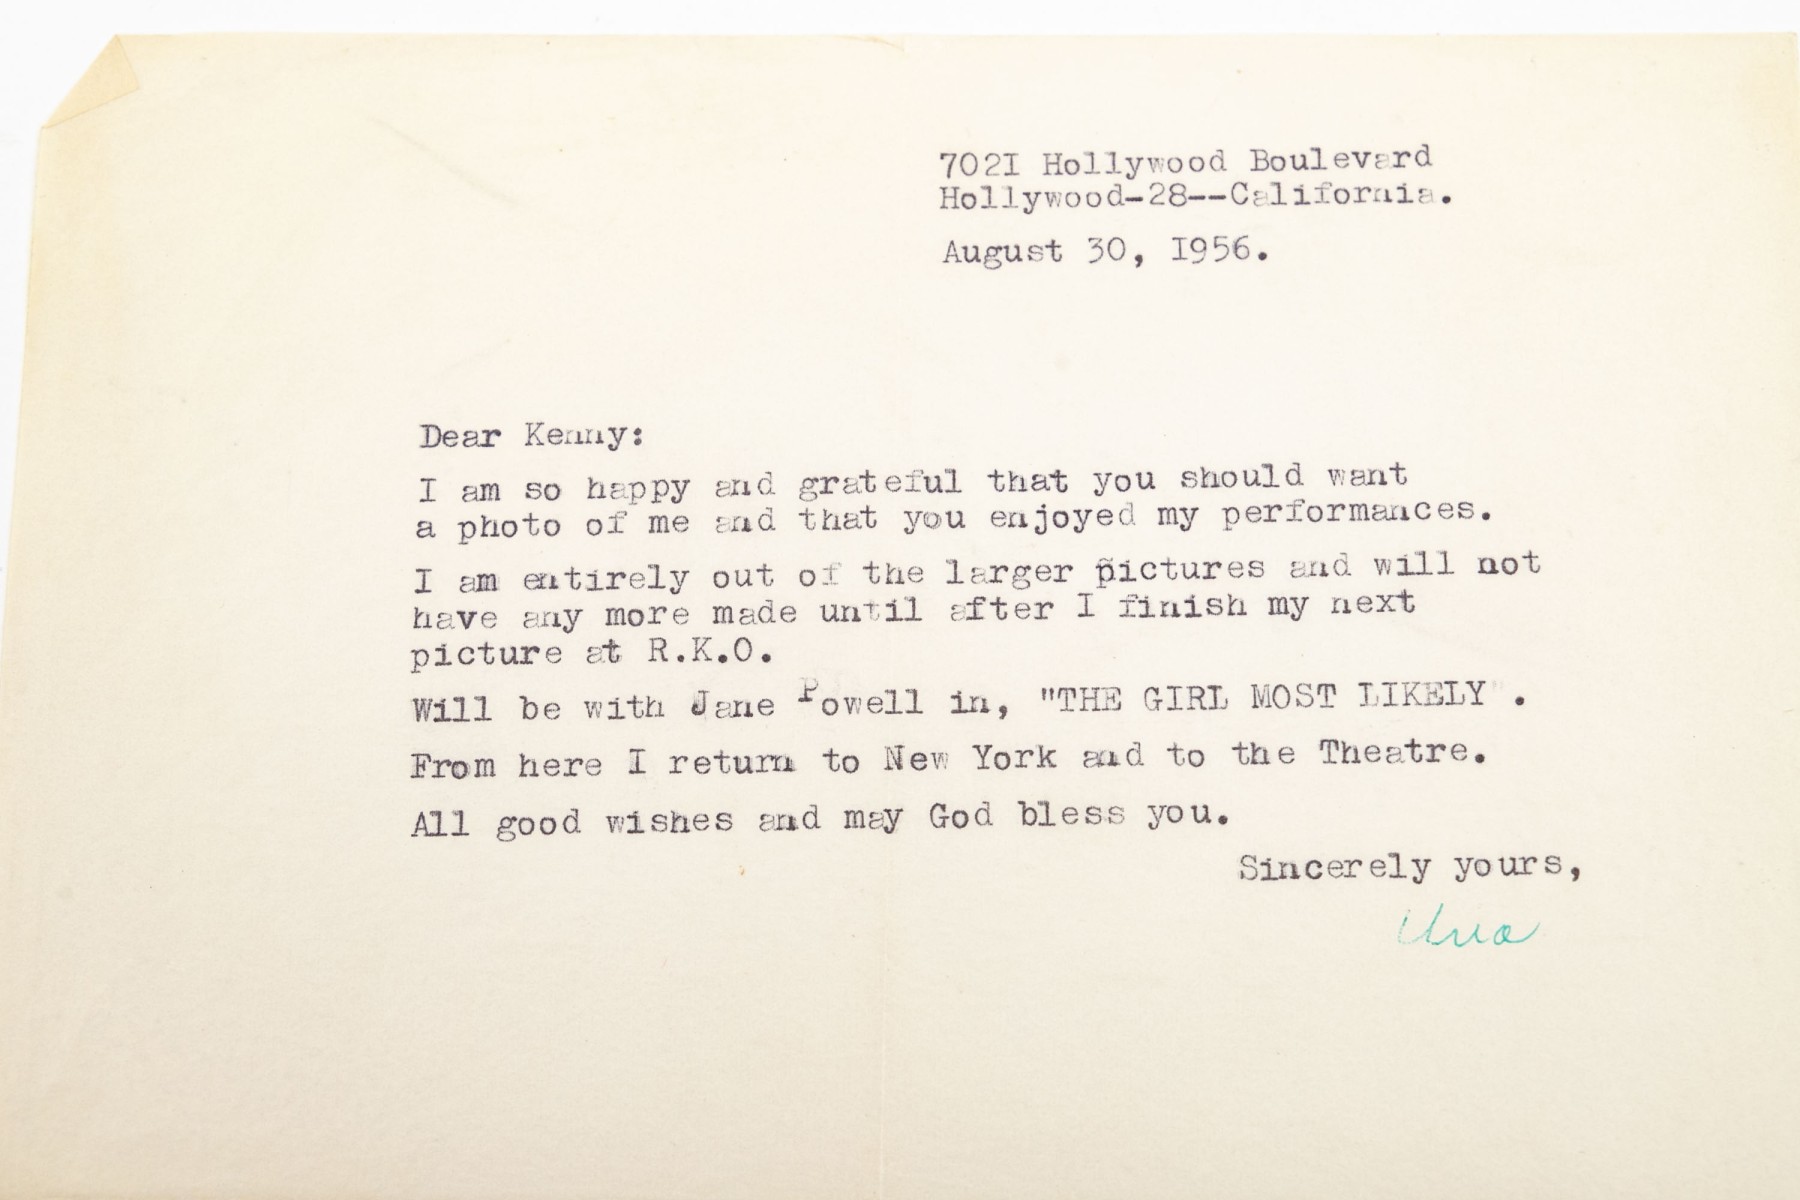 702I Hollywood Boulevard
Hollywood-28--California.
August 30, I956.
Dear Kenny:
I am so happy and grateful that you should want
a photo of me and that you enjoyed my performances.
I am entirely out of the larger pictures and will not
have any more made until after I finish my next
picture at R.K.O.
Will be with Jane Powell in, "THE GIRL MOST LIKELY".
From here I return to New York and to the Theatre.
All good wishes and may God bless you.
Sincerely yours,
Una